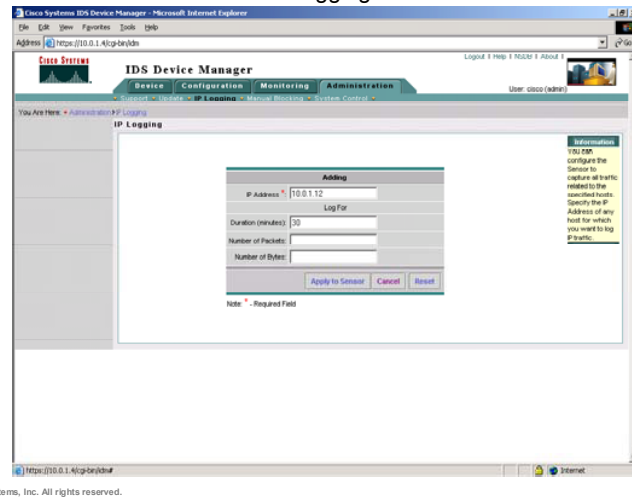 Cisco Systems IDS Device Manager - Microsoft Internet Explorer
File Edit View Favorites Tools Help
Address https://10.0.1.4/cgi-bin/idm Go
Cisco Systems
Logout | Help | NSDB | About |
IDS Device Manager
Device Configuration Monitoring Administration
User: cisco (admin)
Support Update IP Logging Manual Blocking System Control
You Are Here: Administration IP Logging
IP Logging
Information
You can
configure the
Sensor to
capture all traffic
related to the
specified hosts.
Specify the IP
Address of any
host for which
you want to log
IP traffic.
Adding
IP Address *: 10.0.1.12
Log For
Duration (minutes): 30
Number of Packets:
Number of Bytes:
Apply to Sensor Cancel Reset
Note: * - Required Field
https://10.0.1.4/cgi-bin/idm# Internet
tems, Inc. All rights reserved.